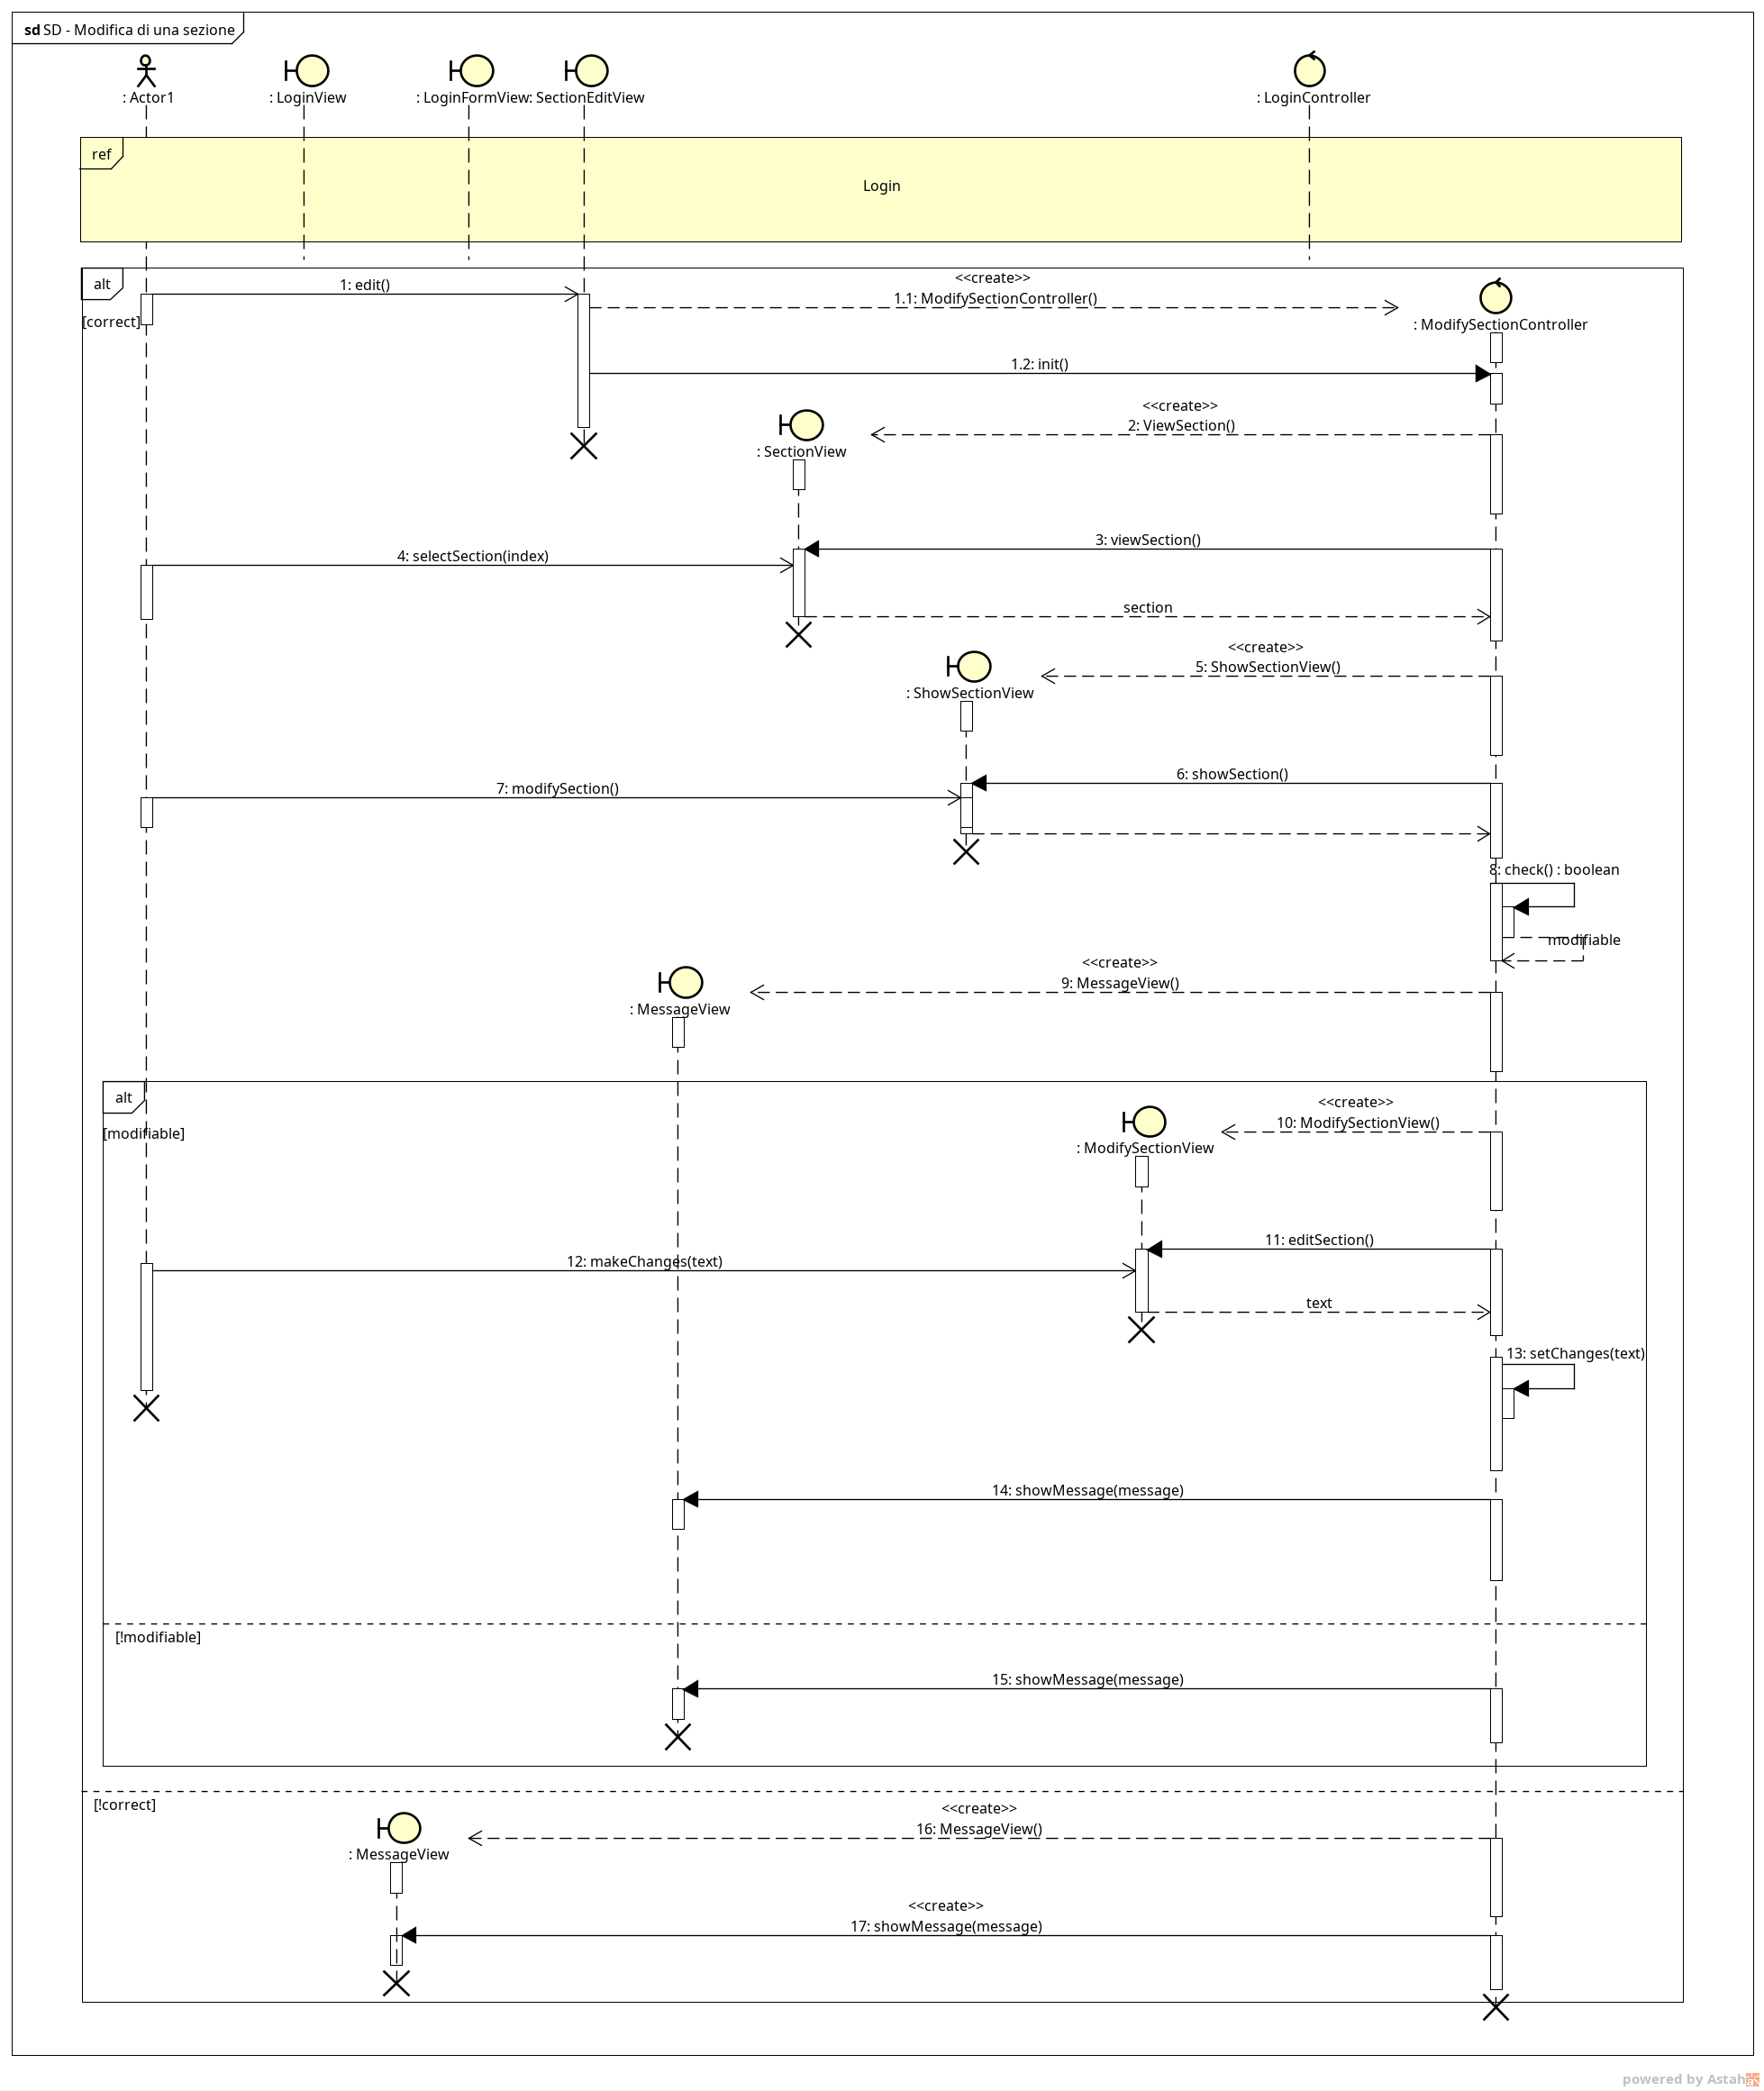 sd SD - Modifica di una sezione
: Actor1
: LoginView
: LoginFormView
: SectionEditView
: LoginController
ref
Login
alt
[correct]
1: edit()
<<create>>
1.1: ModifySectionController()
: ModifySectionController
1.2: init()
<<create>>
2: ViewSection()
: SectionView
3: viewSection()
4: selectSection(index)
section
<<create>>
5: ShowSectionView()
: ShowSectionView
6: showSection()
7: modifySection()
8: check() : boolean
modifiable
<<create>>
9: MessageView()
: MessageView
alt
[modifiable]
<<create>>
10: ModifySectionView()
: ModifySectionView
11: editSection()
12: makeChanges(text)
text
13: setChanges(text)
14: showMessage(message)
[!modifiable]
15: showMessage(message)
[!correct]
<<create>>
16: MessageView()
: MessageView
<<create>>
17: showMessage(message)
powered by Astah